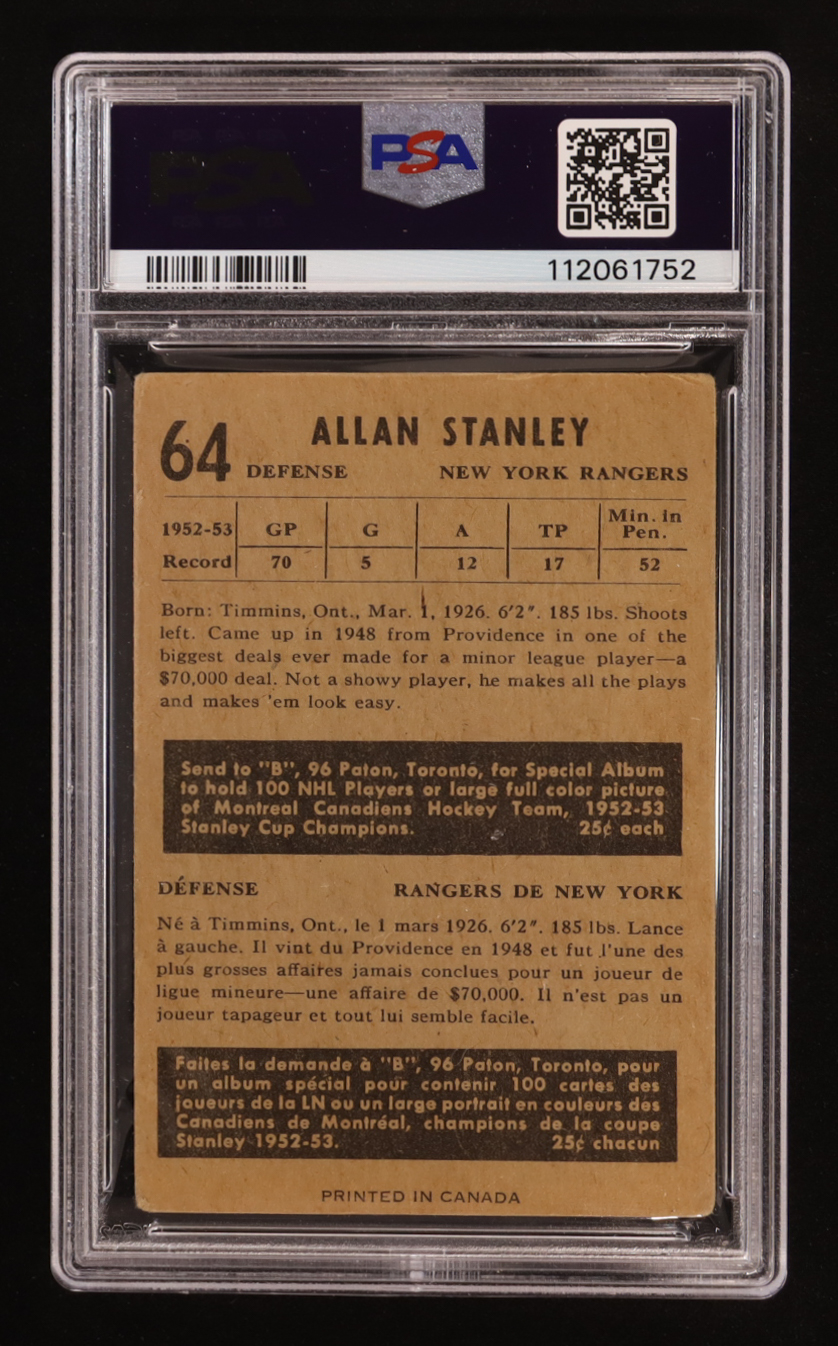 PSA
112061752
64 ALLAN STANLEY
DEFENSE NEW YORK RANGERS
1952-53 GP G A TP Min. in Pen.
Record 70 5 12 17 52
Born: Timmins, Ont., Mar. 1, 1926. 6'2". 185 lbs. Shoots
left. Came up in 1948 from Providence in one of the
biggest deals ever made for a minor league player—a
$70,000 deal. Not a showy player, he makes all the plays
and makes 'em look easy.
Send to "B", 96 Paton, Toronto, for Special Album
to hold 100 NHL Players or large full color picture
of Montreal Canadiens Hockey Team, 1952-53
Stanley Cup Champions. 25¢ each
DÉFENSE RANGERS DE NEW YORK
Né à Timmins, Ont., le 1 mars 1926. 6'2". 185 lbs. Lance
à gauche. Il vint du Providence en 1948 et fut l'une des
plus grosses affaires jamais conclues pour un joueur de
ligue mineure—une affaire de $70,000. Il n'est pas un
joueur tapageur et tout lui semble facile.
Faites la demande à "B", 96 Paton, Toronto, pour
un album spécial pour contenir 100 cartes des
joueurs de la LN ou un large portrait en couleurs des
Canadiens de Montréal, champions de la coupe
Stanley 1952-53. 25¢ chacun
PRINTED IN CANADA